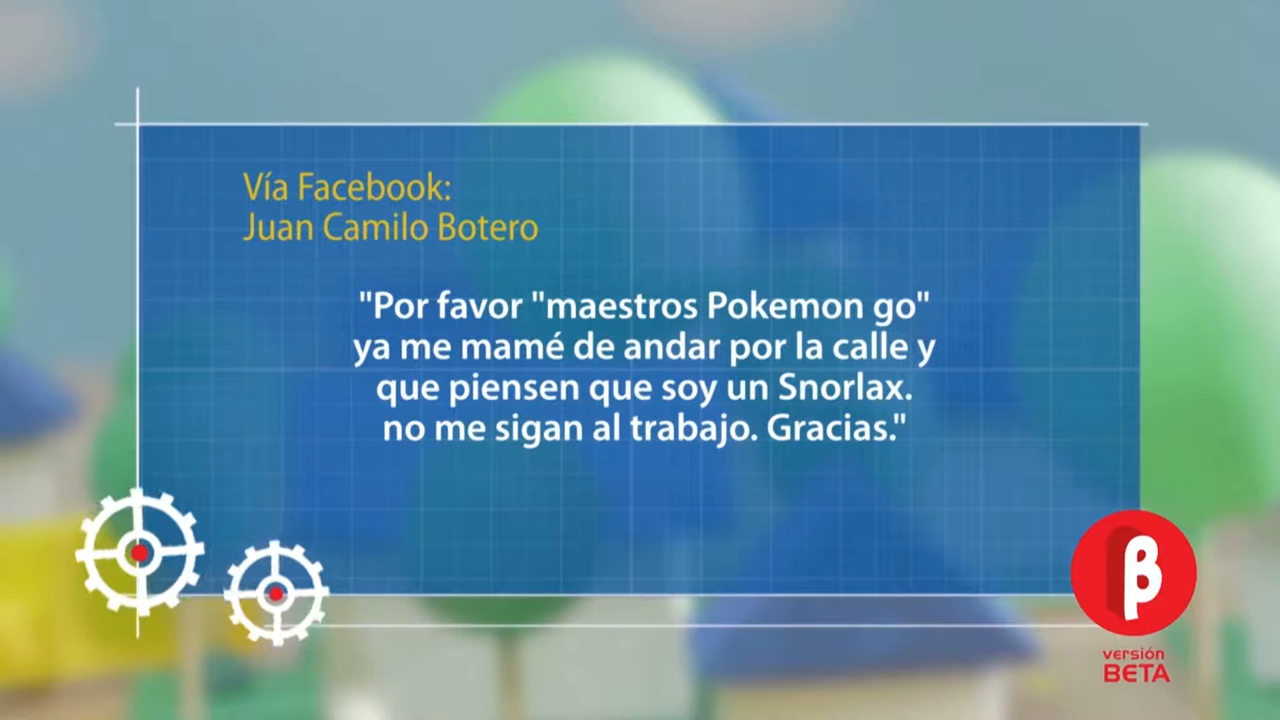 Vía Facebook:
Juan Camilo Botero
"Por favor "maestros Pokemon go"
ya me mamé de andar por la calle y
que piensen que soy un Snorlax.
no me sigan al trabajo. Gracias."
β
versión
BETA